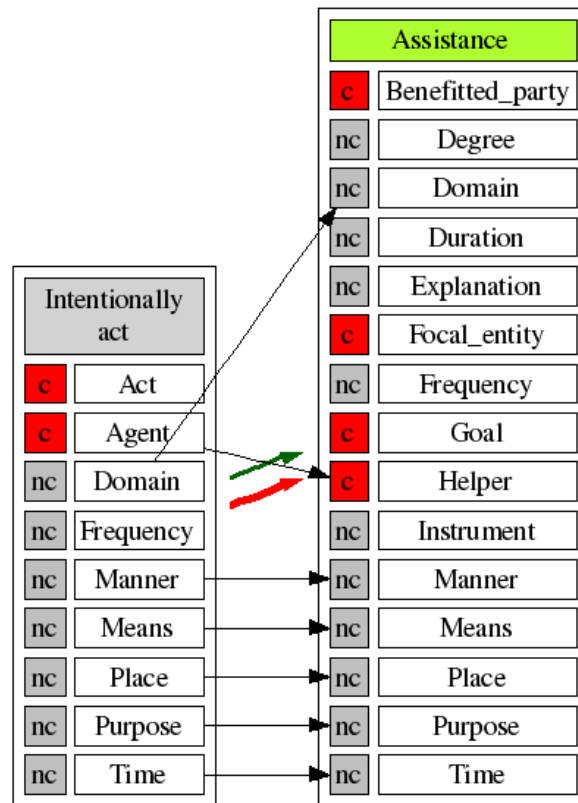 Assistance
c Benefitted_party
nc Degree
nc Domain
nc Duration
nc Explanation
c Focal_entity
nc Frequency
c Goal
c Helper
nc Instrument
nc Manner
nc Means
nc Place
nc Purpose
nc Time
Intentionally
act
c Act
c Agent
nc Domain
nc Frequency
nc Manner
nc Means
nc Place
nc Purpose
nc Time